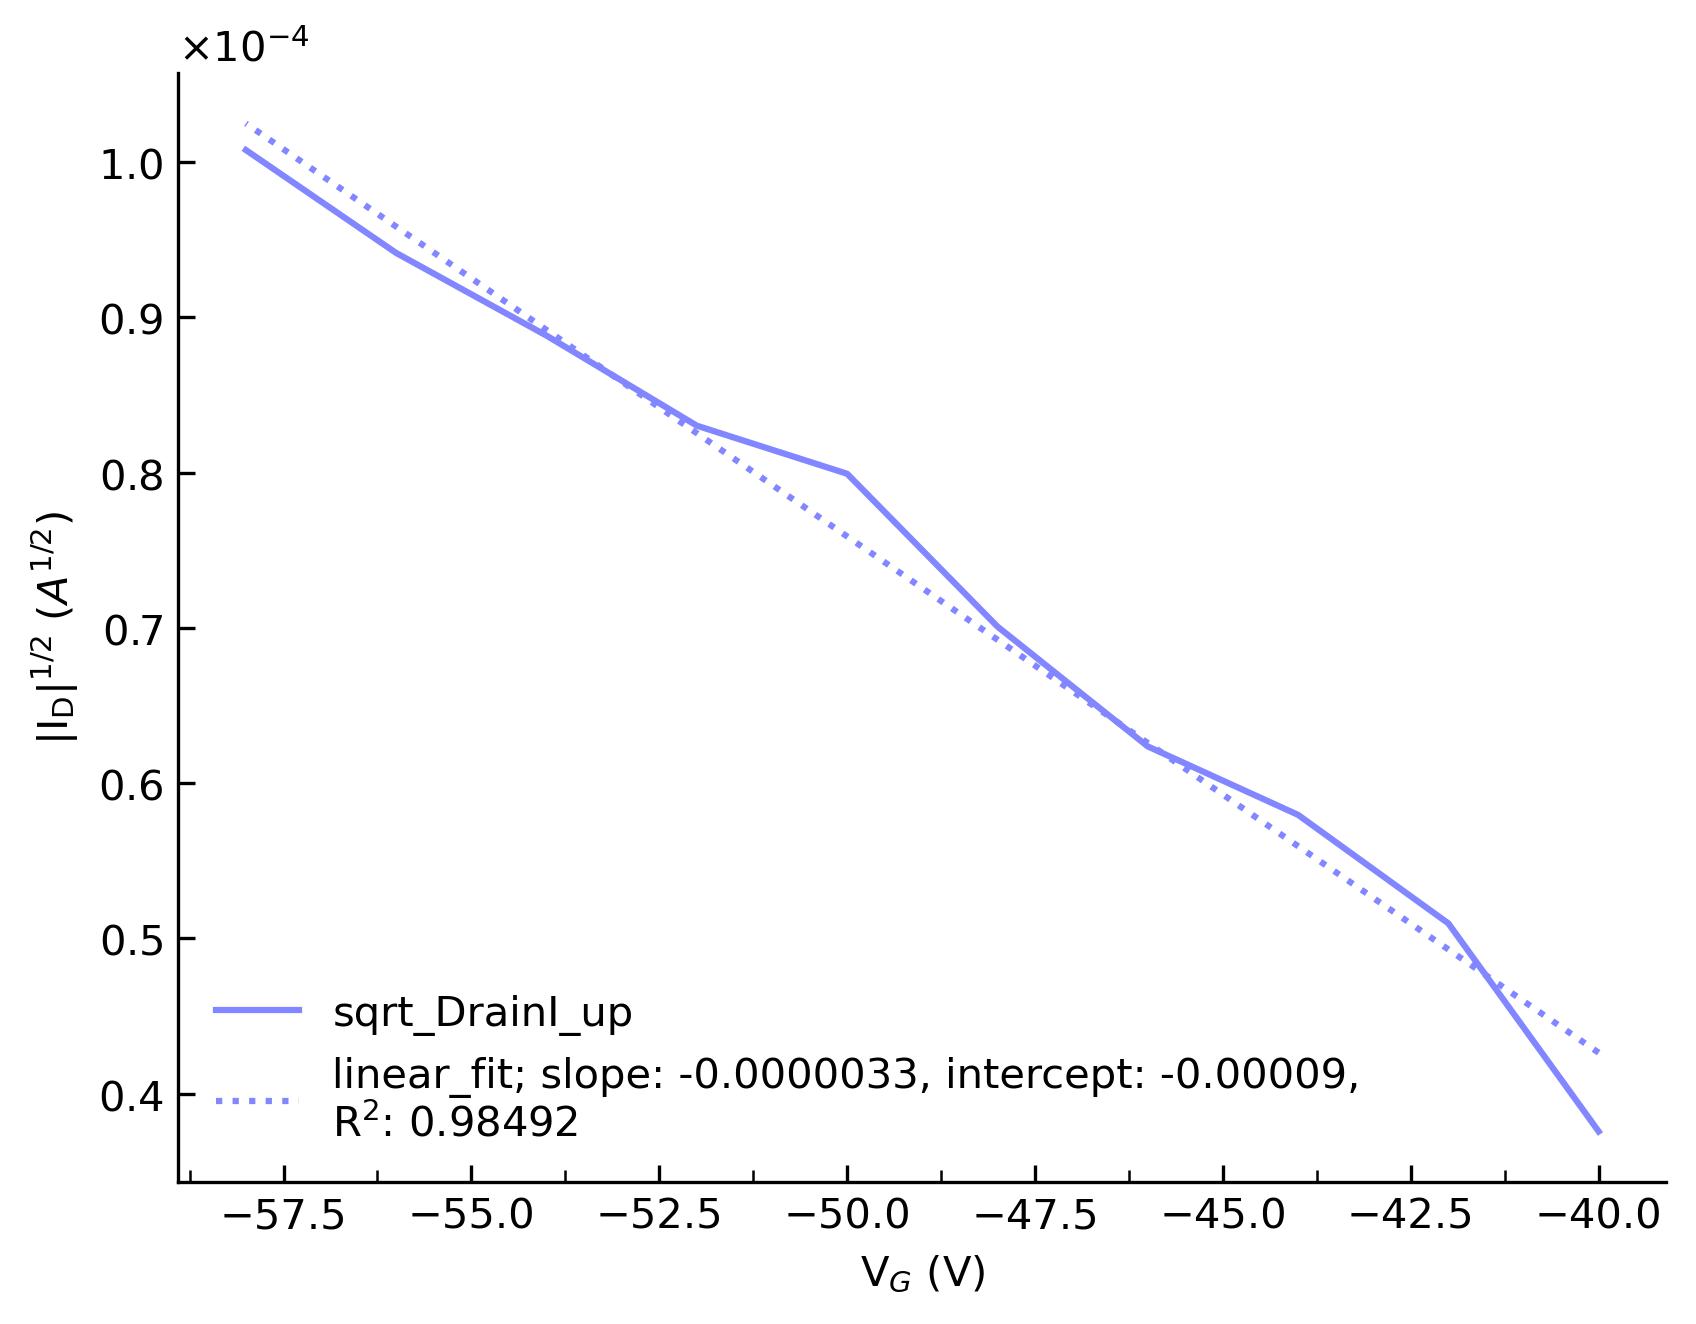 ×10⁻⁴
1.0
0.9
0.8
0.7
0.6
0.5
0.4
|I_D|^{1/2} (A^{1/2})
sqrt_DrainI_up
linear_fit; slope: -0.0000033, intercept: -0.00009,
R²: 0.98492
−57.5 −55.0 −52.5 −50.0 −47.5 −45.0 −42.5 −40.0
V_G (V)